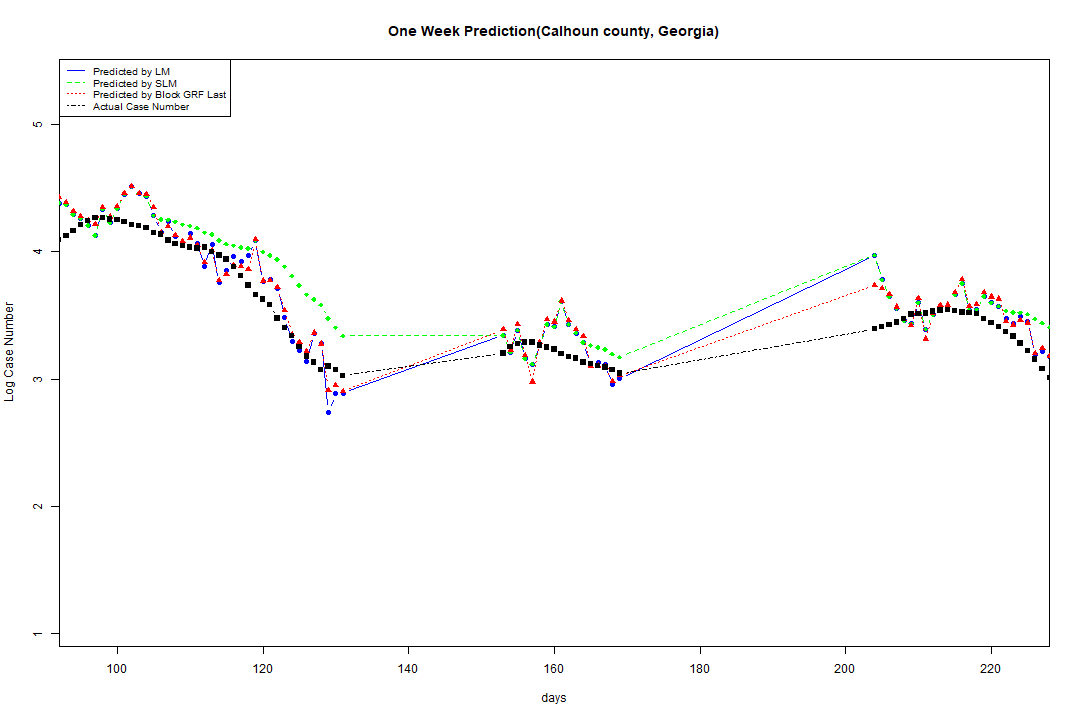 One Week Prediction(Calhoun county, Georgia)
Predicted by LM
Predicted by SLM
Predicted by Block GRF Last
Actual Case Number
5
4
3
2
1
Log Case Number
100 120 140 160 180 200 220
days